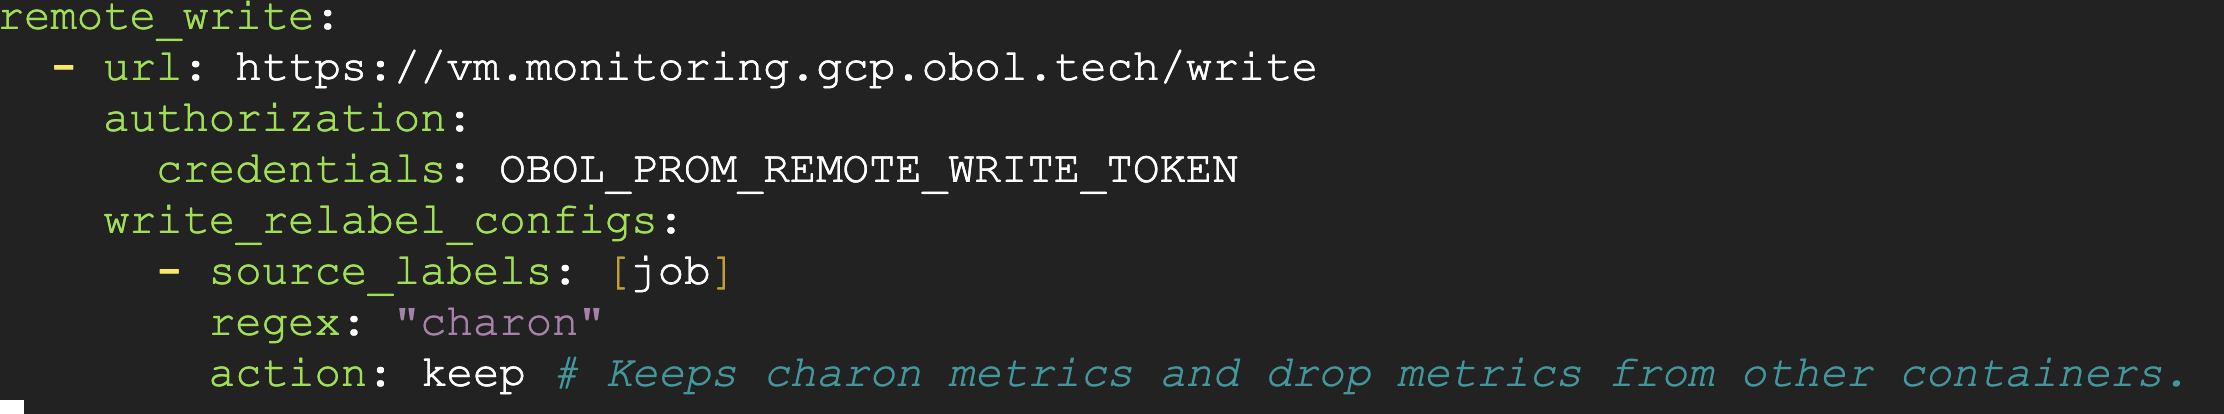 remote_write:
  - url: https://vm.monitoring.gcp.obol.tech/write
    authorization:
      credentials: OBOL_PROM_REMOTE_WRITE_TOKEN
    write_relabel_configs:
      - source_labels: [job]
        regex: "charon"
        action: keep # Keeps charon metrics and drop metrics from other containers.